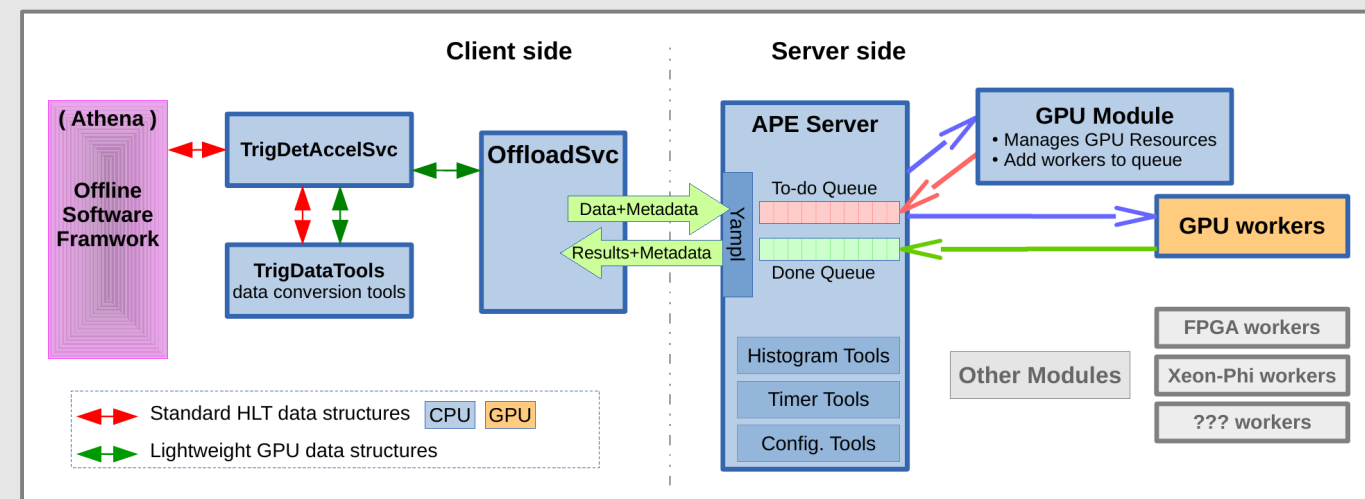 Client side
Server side
( Athena )
Offline
Software
Framwork
TrigDetAccelSvc
TrigDataTools
data conversion tools
OffloadSvc
Data+Metadata
Results+Metadata
APE Server
Yampl
To-do Queue
Done Queue
Histogram Tools
Timer Tools
Config. Tools
GPU Module
• Manages GPU Resources
• Add workers to queue
GPU workers
Other Modules
FPGA workers
Xeon-Phi workers
??? workers
Standard HLT data structures CPU GPU
Lightweight GPU data structures